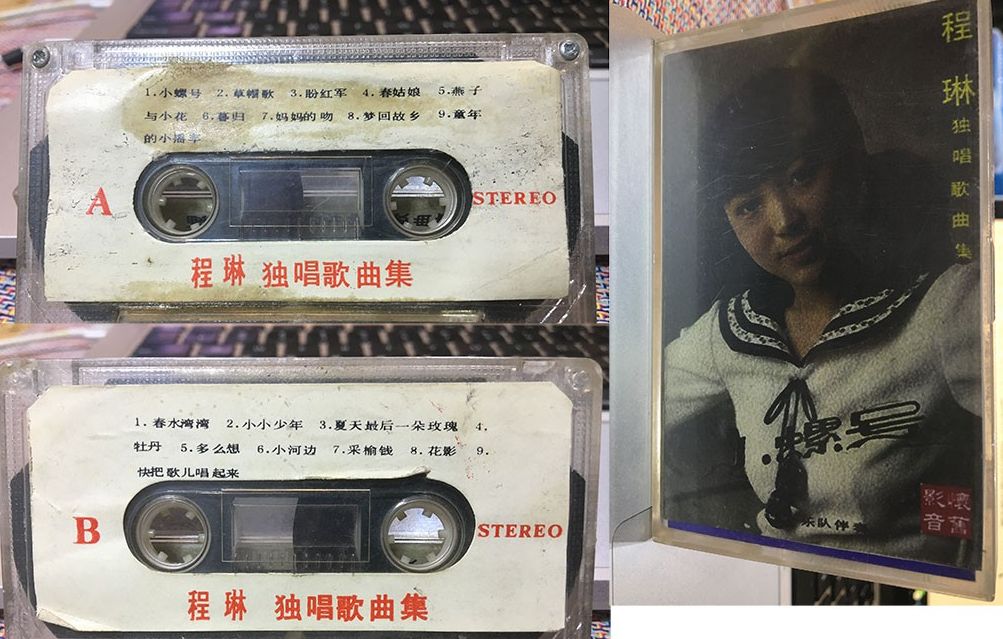 1.小螺号 2.草帽歌 3.盼红军 4.春姑娘 5.燕子
与小花 6.暮归 7.妈妈的吻 8.梦回故乡 9.童年
的小摇车
A
STEREO
程琳 独唱歌曲集
1.春水湾湾 2.小小少年 3.夏天最后一朵玫瑰 4.
牡丹 5.多么想 6.小河边 7.采榆钱 8.花影 9.
快把歌儿唱起来
B
STEREO
程琳 独唱歌曲集
程琳
独唱歌曲集
螺号
乐队伴奏
懷舊
影音